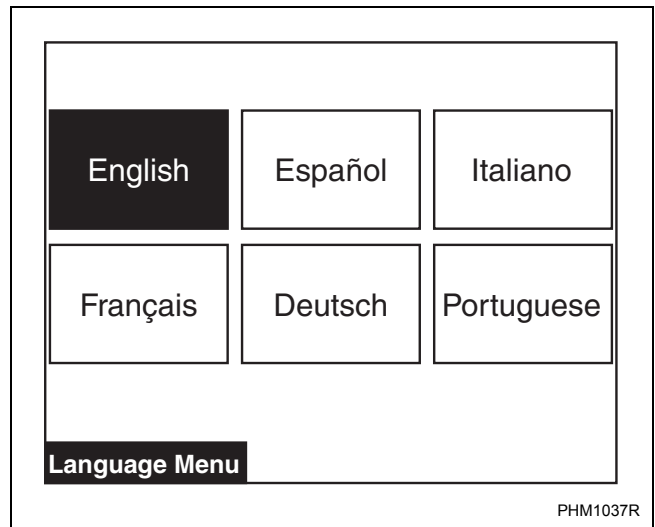 English Español Italiano
Français Deutsch Portuguese
Language Menu
PHM1037R